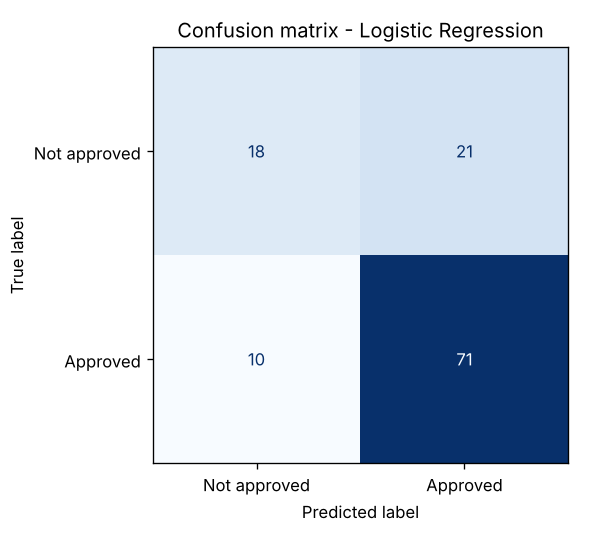 Confusion matrix - Logistic Regression
True label
Not approved
18
21
Approved
10
71
Not approved
Approved
Predicted label